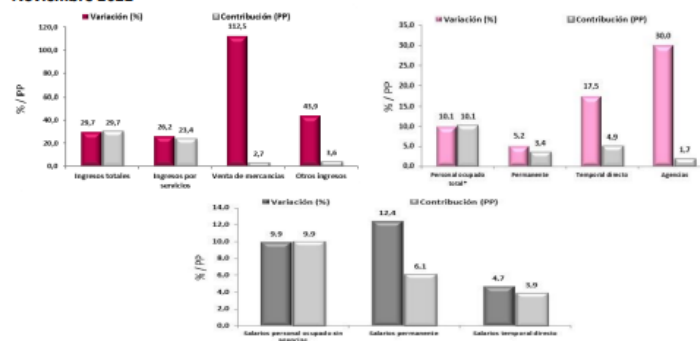 Noviembre 2022
Variación (%)
Contribución (PP)
% / PP
120,0
100,0
80,0
60,0
40,0
20,0
0,0
29,7 29,7
26,2 23,4
112,5 2,7
43,9 3,6
Ingresos totales
Ingresos por
servicios
Venta de mercancías
Otros ingresos
Variación (%)
Contribución (PP)
% / PP
35,0
30,0
25,0
20,0
15,0
10,0
5,0
0,0
10,1 10,1
5,2 3,4
17,5 4,9
30,0 1,7
Personal ocupado
total*
Permanente
Temporal directo
Agencias
Variación (%)
Contribución (PP)
% / PP
14,0
12,0
10,0
8,0
6,0
4,0
2,0
0,0
9,9 9,9
12,4 6,1
4,7 3,9
Salarios personal ocupado sin
agencias
Salarios permanente
Salarios temporal directo